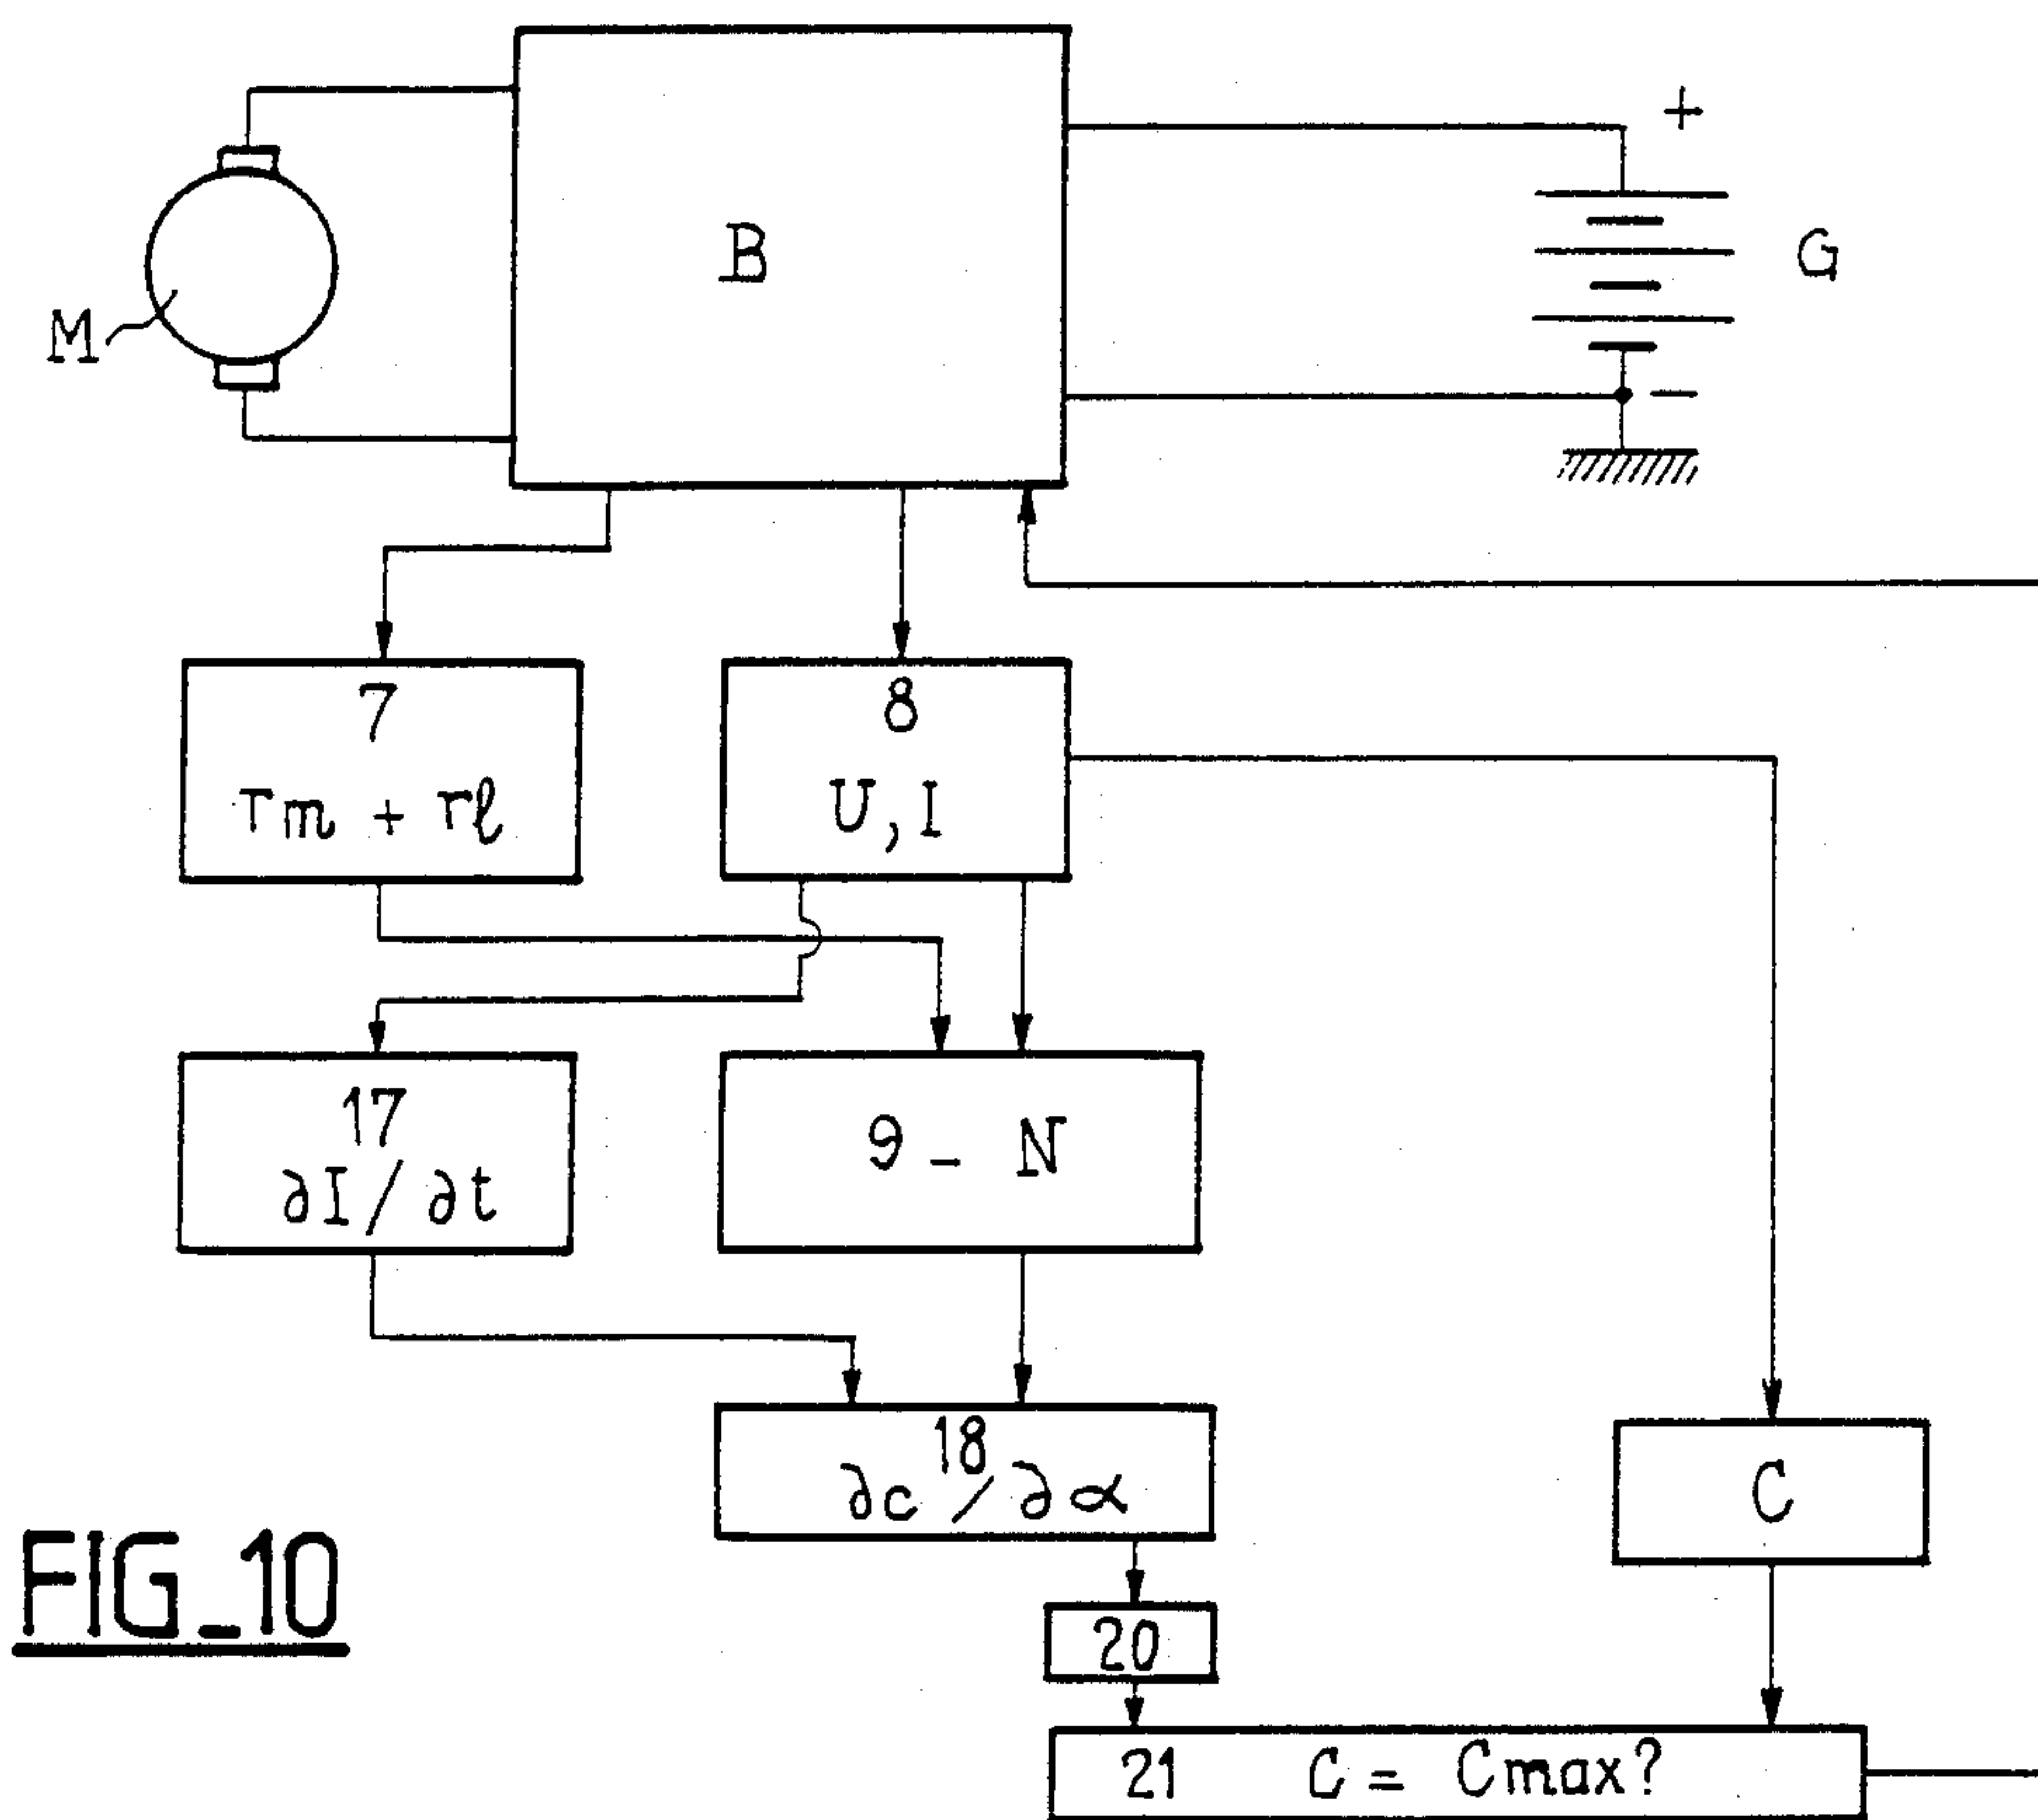 +
B
G
M
−
7
rm + rℓ
8
U, I
17
∂I/∂t
9 - N
18
∂c/∂α
C
20
21 C = Cmax?
FIG_10